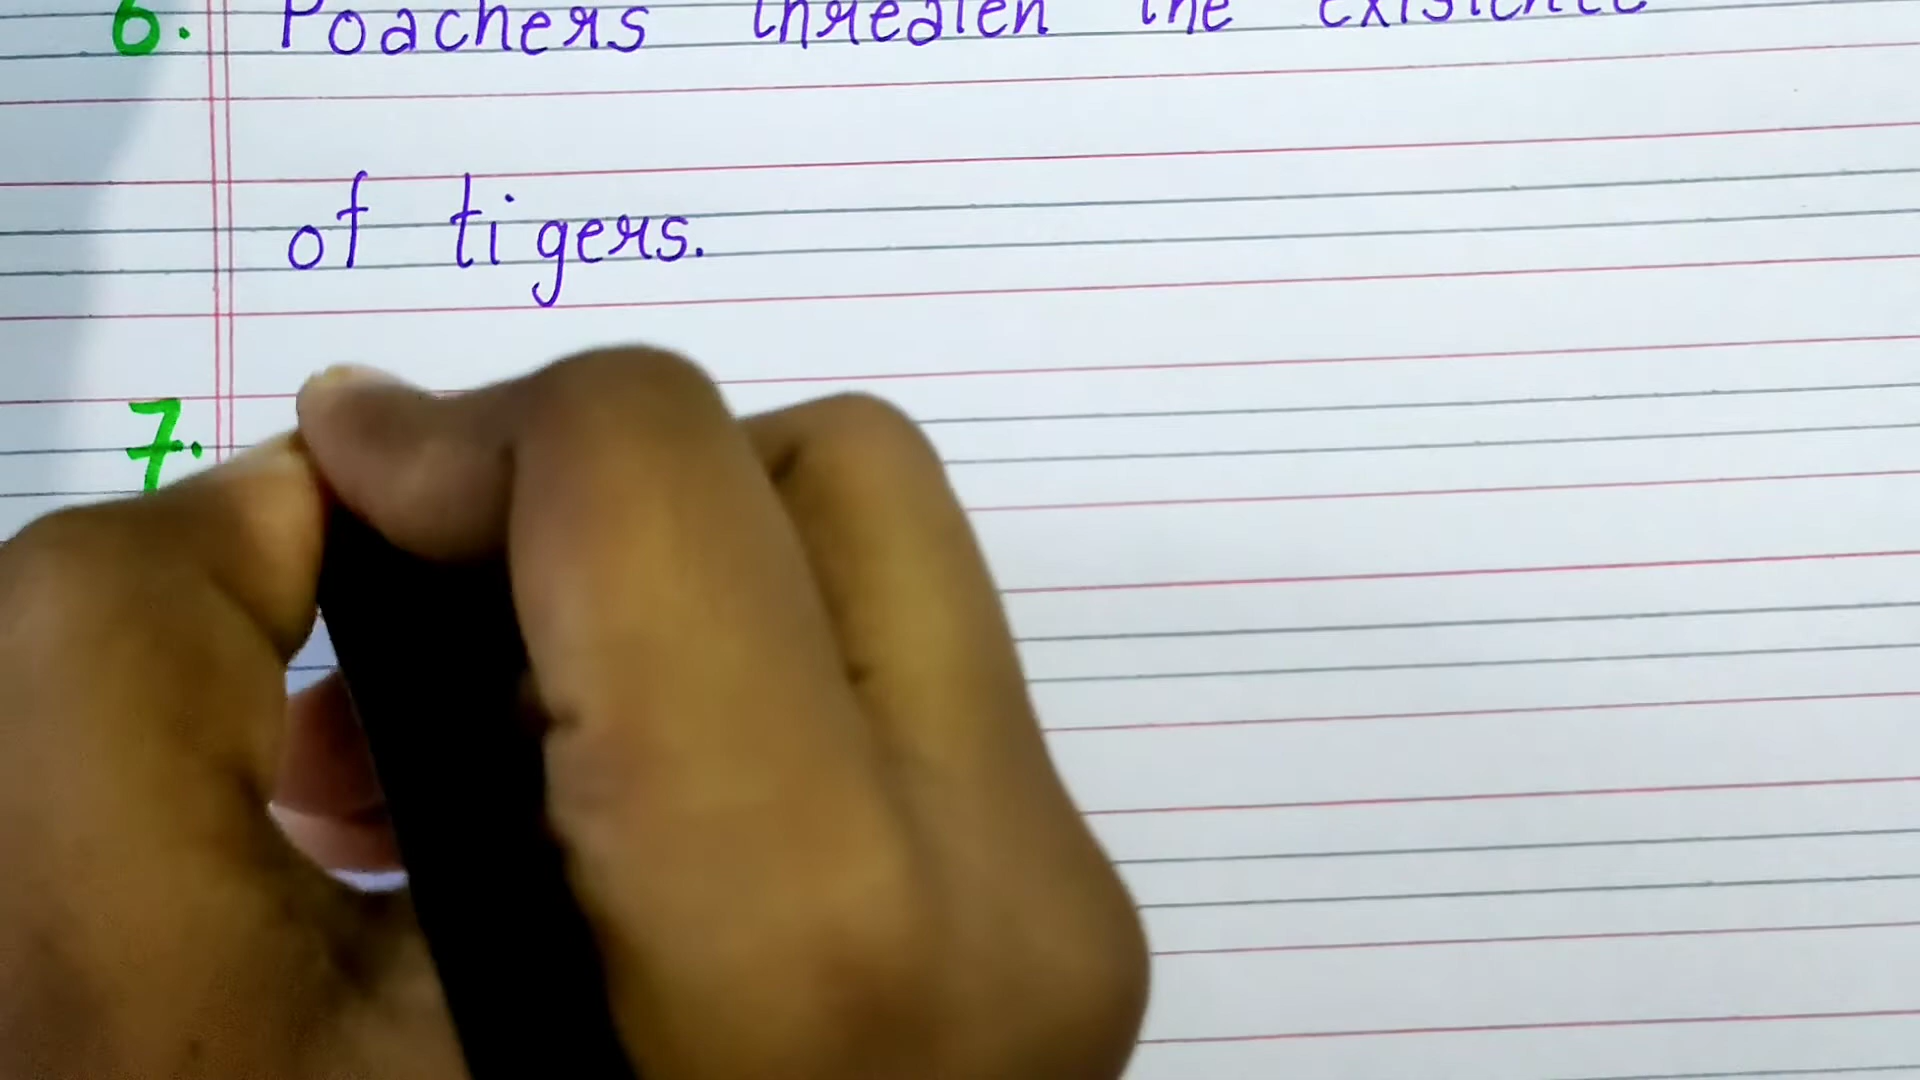 6. Poachers threaten the existence
of tigers.
7.